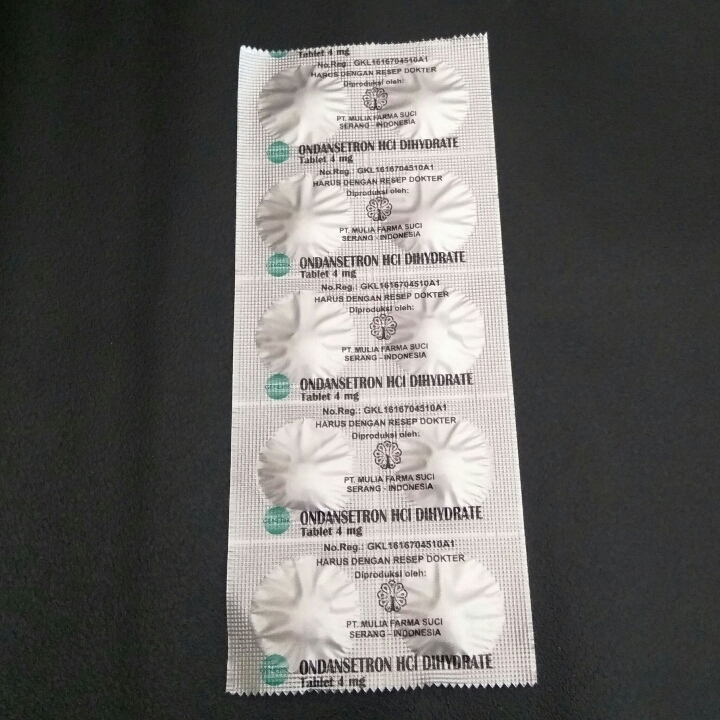 Tablet 4 mg
No.Reg.: GKL1616704510A1
HARUS DENGAN RESEP DOKTER
Diproduksi oleh:
PT. MULIA FARMA SUCI
SERANG - INDONESIA
ONDANSETRON HCl DIHYDRATE
Tablet 4 mg
No.Reg.: GKL1616704510A1
HARUS DENGAN RESEP DOKTER
Diproduksi oleh:
PT. MULIA FARMA SUCI
SERANG - INDONESIA
GENERIK
ONDANSETRON HCl DIHYDRATE
Tablet 4 mg
No.Reg.: GKL1616704510A1
HARUS DENGAN RESEP DOKTER
Diproduksi oleh:
PT. MULIA FARMA SUCI
SERANG - INDONESIA
GENERIK
ONDANSETRON HCl DIHYDRATE
Tablet 4 mg
No.Reg.: GKL1616704510A1
HARUS DENGAN RESEP DOKTER
Diproduksi oleh:
PT. MULIA FARMA SUCI
SERANG - INDONESIA
GENERIK
ONDANSETRON HCl DIHYDRATE
Tablet 4 mg
No.Reg.: GKL1616704510A1
HARUS DENGAN RESEP DOKTER
Diproduksi oleh:
PT. MULIA FARMA SUCI
SERANG - INDONESIA
ONDANSETRON HCl DIHYDRATE
Tablet 4 mg